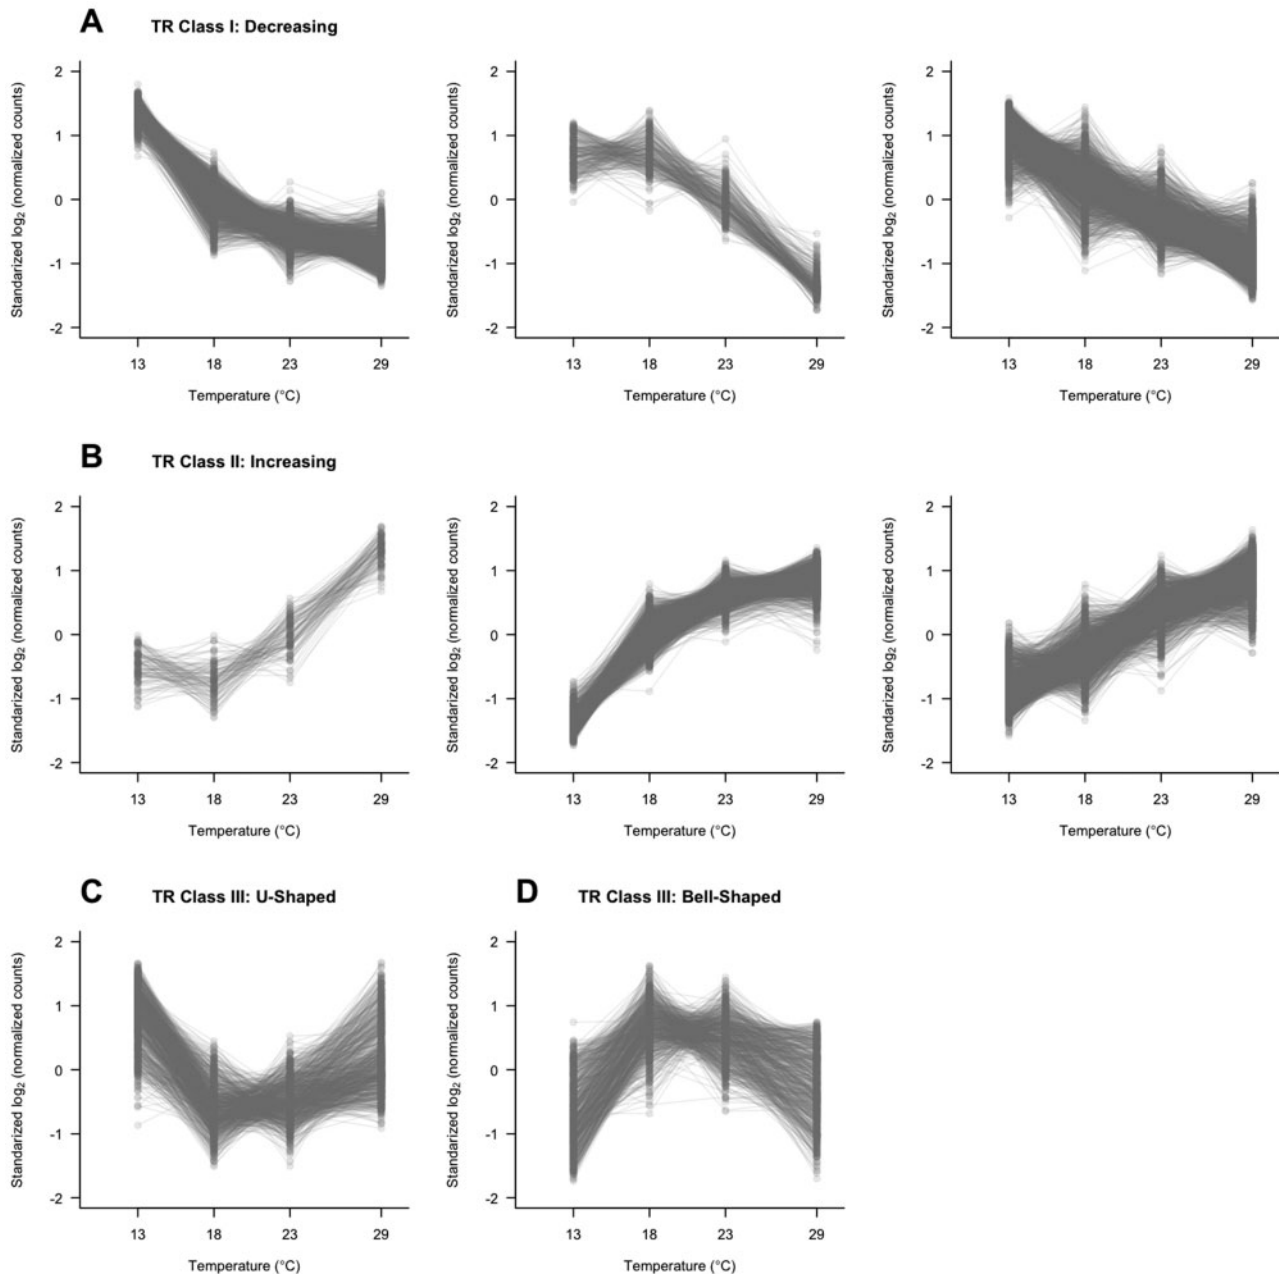 A TR Class I: Decreasing
Standarized log₂ (normalized counts)
2
1
0
-1
-2
13 18 23 29
Temperature (°C)
Standarized log₂ (normalized counts)
2
1
0
-1
-2
13 18 23 29
Temperature (°C)
Standarized log₂ (normalized counts)
2
1
0
-1
-2
13 18 23 29
Temperature (°C)
B TR Class II: Increasing
Standarized log₂ (normalized counts)
2
1
0
-1
-2
13 18 23 29
Temperature (°C)
Standarized log₂ (normalized counts)
2
1
0
-1
-2
13 18 23 29
Temperature (°C)
Standarized log₂ (normalized counts)
2
1
0
-1
-2
13 18 23 29
Temperature (°C)
C TR Class III: U-Shaped
Standarized log₂ (normalized counts)
2
1
0
-1
-2
13 18 23 29
Temperature (°C)
D TR Class III: Bell-Shaped
Standarized log₂ (normalized counts)
2
1
0
-1
-2
13 18 23 29
Temperature (°C)